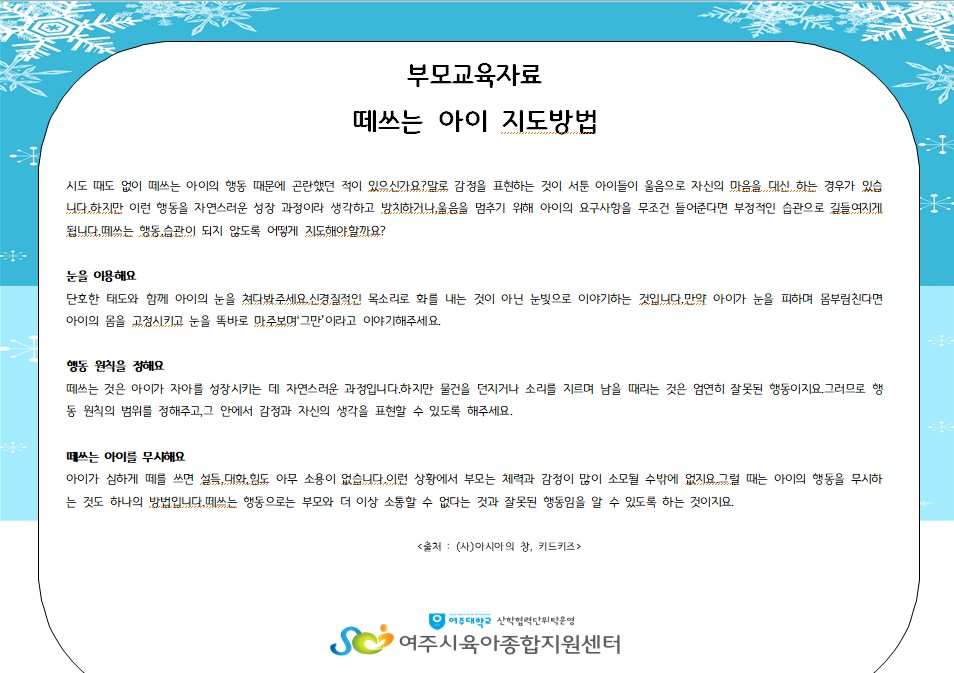 부모교육자료
떼쓰는 아이 지도방법
시도 때도 없이 떼쓰는 아이의 행동 때문에 곤란했던 적이 있으신가요?말로 감정을 표현하는 것이 서툰 아이들이 울음으로 자신의 마음을 대신 하는 경우가 있습
니다.하지만 이런 행동을 자연스러운 성장 과정이라 생각하고 방치하거나,울음을 멈추기 위해 아이의 요구사항을 무조건 들어준다면 부정적인 습관으로 길들여지게
됩니다.떼쓰는 행동,습관이 되지 않도록 어떻게 지도해야할까요?
눈을 이용해요
단호한 태도와 함께 아이의 눈을 쳐다봐주세요.신경질적인 목소리로 화를 내는 것이 아닌 눈빛으로 이야기하는 것입니다.만약 아이가 눈을 피하며 몸부림친다면
아이의 몸을 고정시키고 눈을 똑바로 마주보며‘그만’이라고 이야기해주세요.
행동 원칙을 정해요
떼쓰는 것은 아이가 자아를 성장시키는 데 자연스러운 과정입니다.하지만 물건을 던지거나 소리를 지르며 남을 때리는 것은 엄연히 잘못된 행동이지요.그러므로 행
동 원칙의 범위를 정해주고,그 안에서 감정과 자신의 생각을 표현할 수 있도록 해주세요.
떼쓰는 아이를 무시해요
아이가 심하게 떼를 쓰면 설득,대화,힘도 아무 소용이 없습니다.이런 상황에서 부모는 체력과 감정이 많이 소모될 수밖에 없지요.그럴 때는 아이의 행동을 무시하
는 것도 하나의 방법입니다.떼쓰는 행동으로는 부모와 더 이상 소통할 수 없다는 것과 잘못된 행동임을 알 수 있도록 하는 것이지요.
<출처 : (사)아시아의 창, 키드키즈>
여주대학교 산학협력단위탁운영
여주시육아종합지원센터